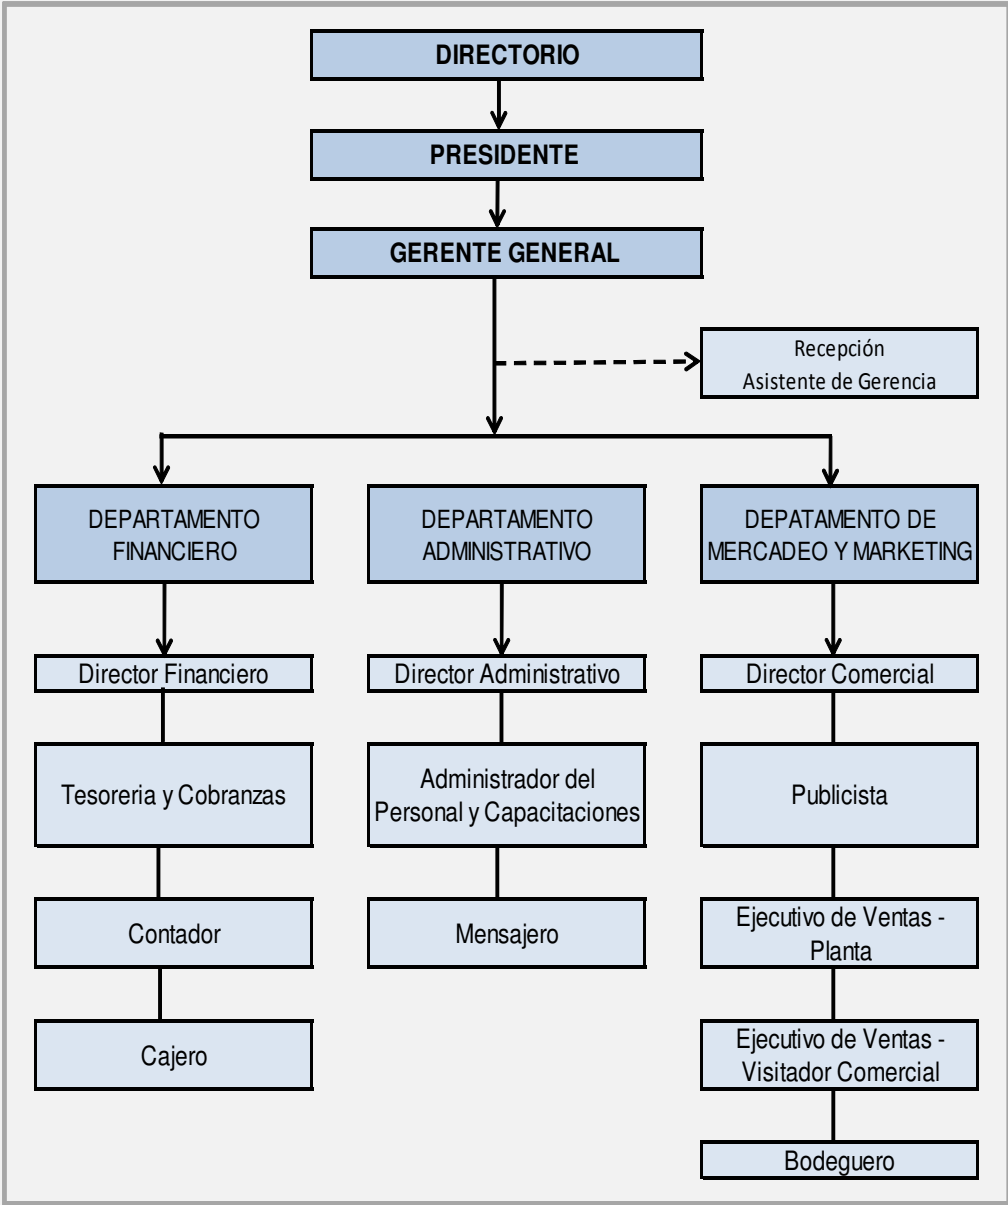 DIRECTORIO
PRESIDENTE
GERENTE GENERAL
Recepción
Asistente de Gerencia
DEPARTAMENTO
FINANCIERO
DEPARTAMENTO
ADMINISTRATIVO
DEPATAMENTO DE
MERCADEO Y MARKETING
Director Financiero
Director Administrativo
Director Comercial
Tesoreria y Cobranzas
Administrador del
Personal y Capacitaciones
Publicista
Contador
Mensajero
Ejecutivo de Ventas -
Planta
Cajero
Ejecutivo de Ventas -
Visitador Comercial
Bodeguero